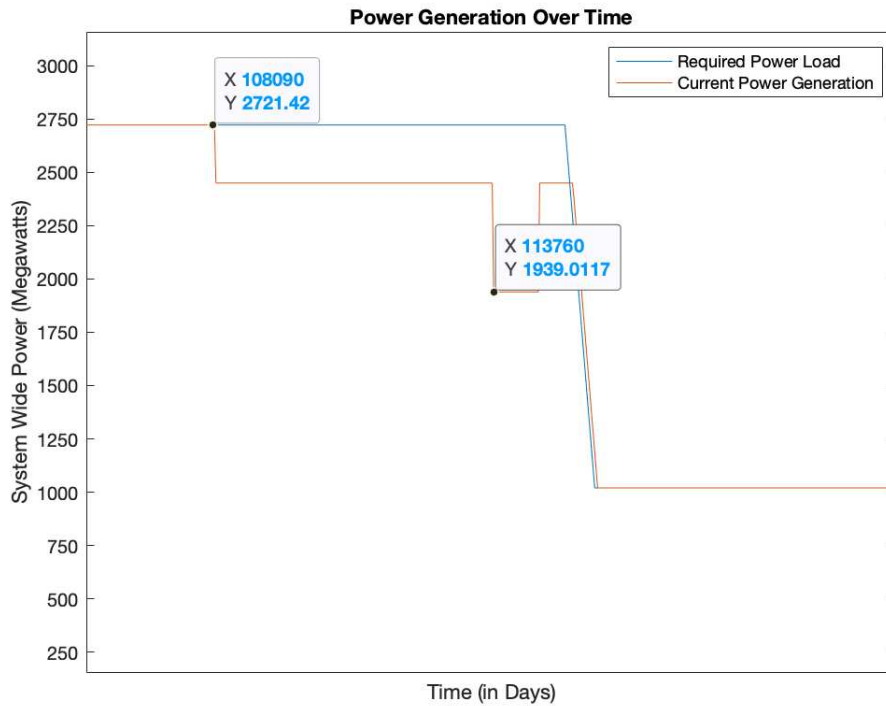 Power Generation Over Time
Required Power Load
Current Power Generation
X 108090
Y 2721.42
X 113760
Y 1939.0117
3000
2750
2500
2250
2000
1750
1500
1250
1000
750
500
250
System Wide Power (Megawatts)
Time (in Days)